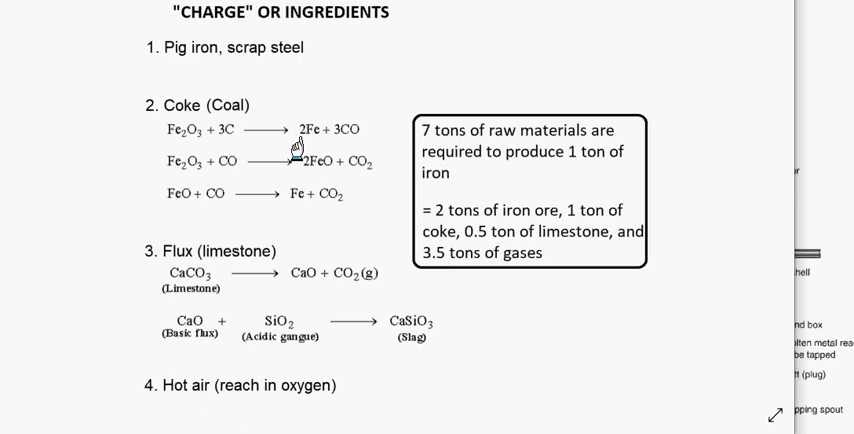 "CHARGE" OR INGREDIENTS
1. Pig iron, scrap steel
2. Coke (Coal)
Fe₂O₃ + 3C ⟶ 2Fe + 3CO
Fe₂O₃ + CO ⟶ 2FeO + CO₂
FeO + CO ⟶ Fe + CO₂
7 tons of raw materials are
required to produce 1 ton of
iron
= 2 tons of iron ore, 1 ton of
coke, 0.5 ton of limestone, and
3.5 tons of gases
3. Flux (limestone)
CaCO₃ ⟶ CaO + CO₂(g)
(Limestone)
CaO + SiO₂ ⟶ CaSiO₃
(Basic flux) (Acidic gangue) (Slag)
4. Hot air (reach in oxygen)
hell
nd box
lten metal rea
be tapped
tt (plug)
pping spout